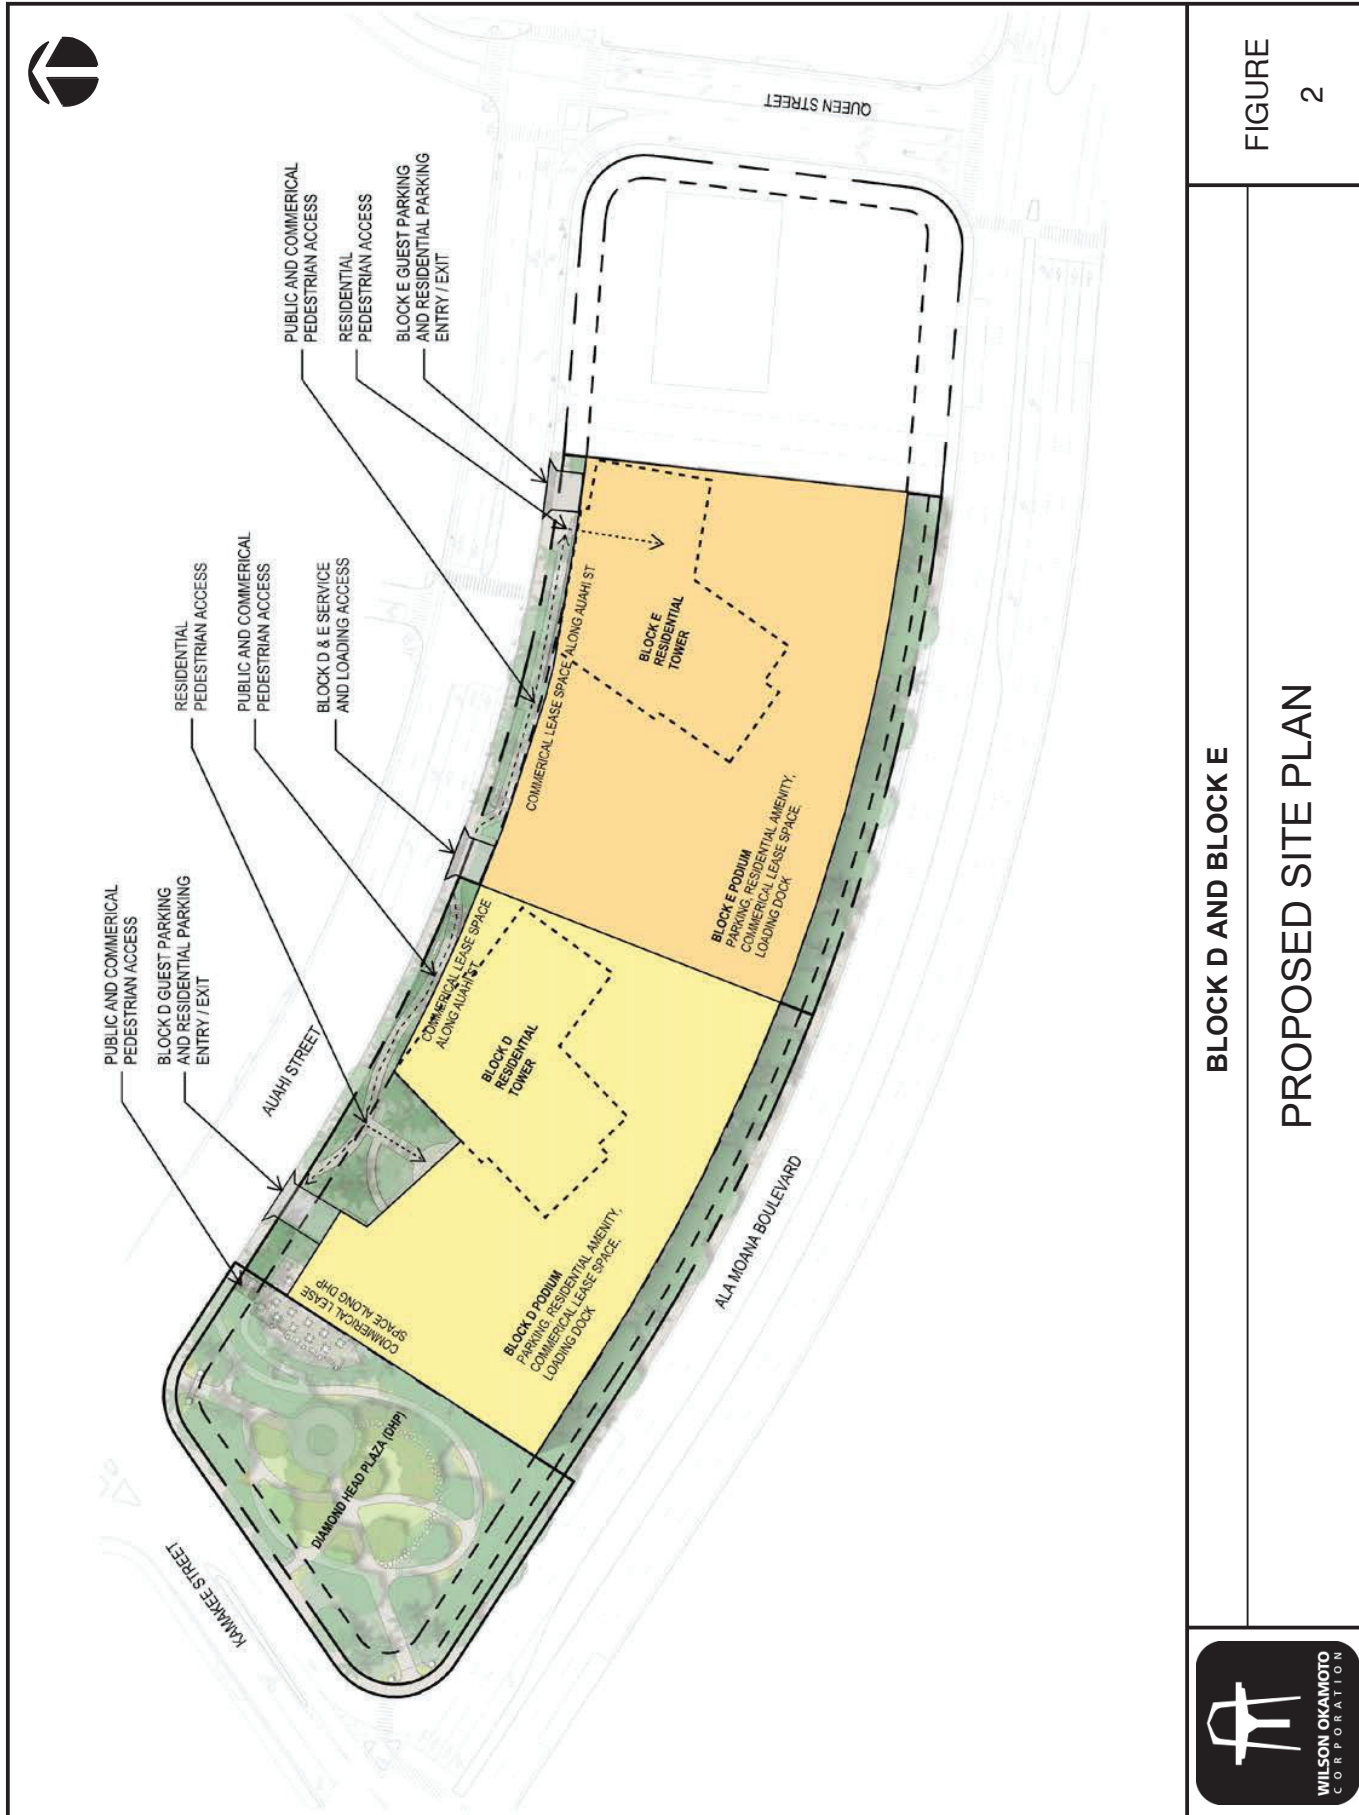 PUBLIC AND COMMERICAL
PEDESTRIAN ACCESS
BLOCK D GUEST PARKING
AND RESIDENTIAL PARKING
ENTRY / EXIT
RESIDENTIAL
PEDESTRIAN ACCESS
PUBLIC AND COMMERICAL
PEDESTRIAN ACCESS
BLOCK D & E SERVICE
AND LOADING ACCESS
PUBLIC AND COMMERICAL
PEDESTRIAN ACCESS
RESIDENTIAL
PEDESTRIAN ACCESS
BLOCK E GUEST PARKING
AND RESIDENTIAL PARKING
ENTRY / EXIT
QUEEN STREET
AUAHI STREET
KAMAKEE STREET
DIAMOND HEAD PLAZA (DHP)
COMMERICAL LEASE
SPACE ALONG DHP
COMMERICAL LEASE SPACE
ALONG AUAHI ST
BLOCK D
RESIDENTIAL
TOWER
BLOCK D PODIUM
PARKING, RESIDENTIAL AMENITY,
COMMERICAL LEASE SPACE,
LOADING DOCK
COMMERICAL LEASE SPACE ALONG AUAHI ST
BLOCK E
RESIDENTIAL
TOWER
BLOCK E PODIUM
PARKING, RESIDENTIAL AMENITY,
COMMERICAL LEASE SPACE,
LOADING DOCK
ALA MOANA BOULEVARD
WILSON OKAMOTO
CORPORATION
BLOCK D AND BLOCK E
PROPOSED SITE PLAN
FIGURE
2